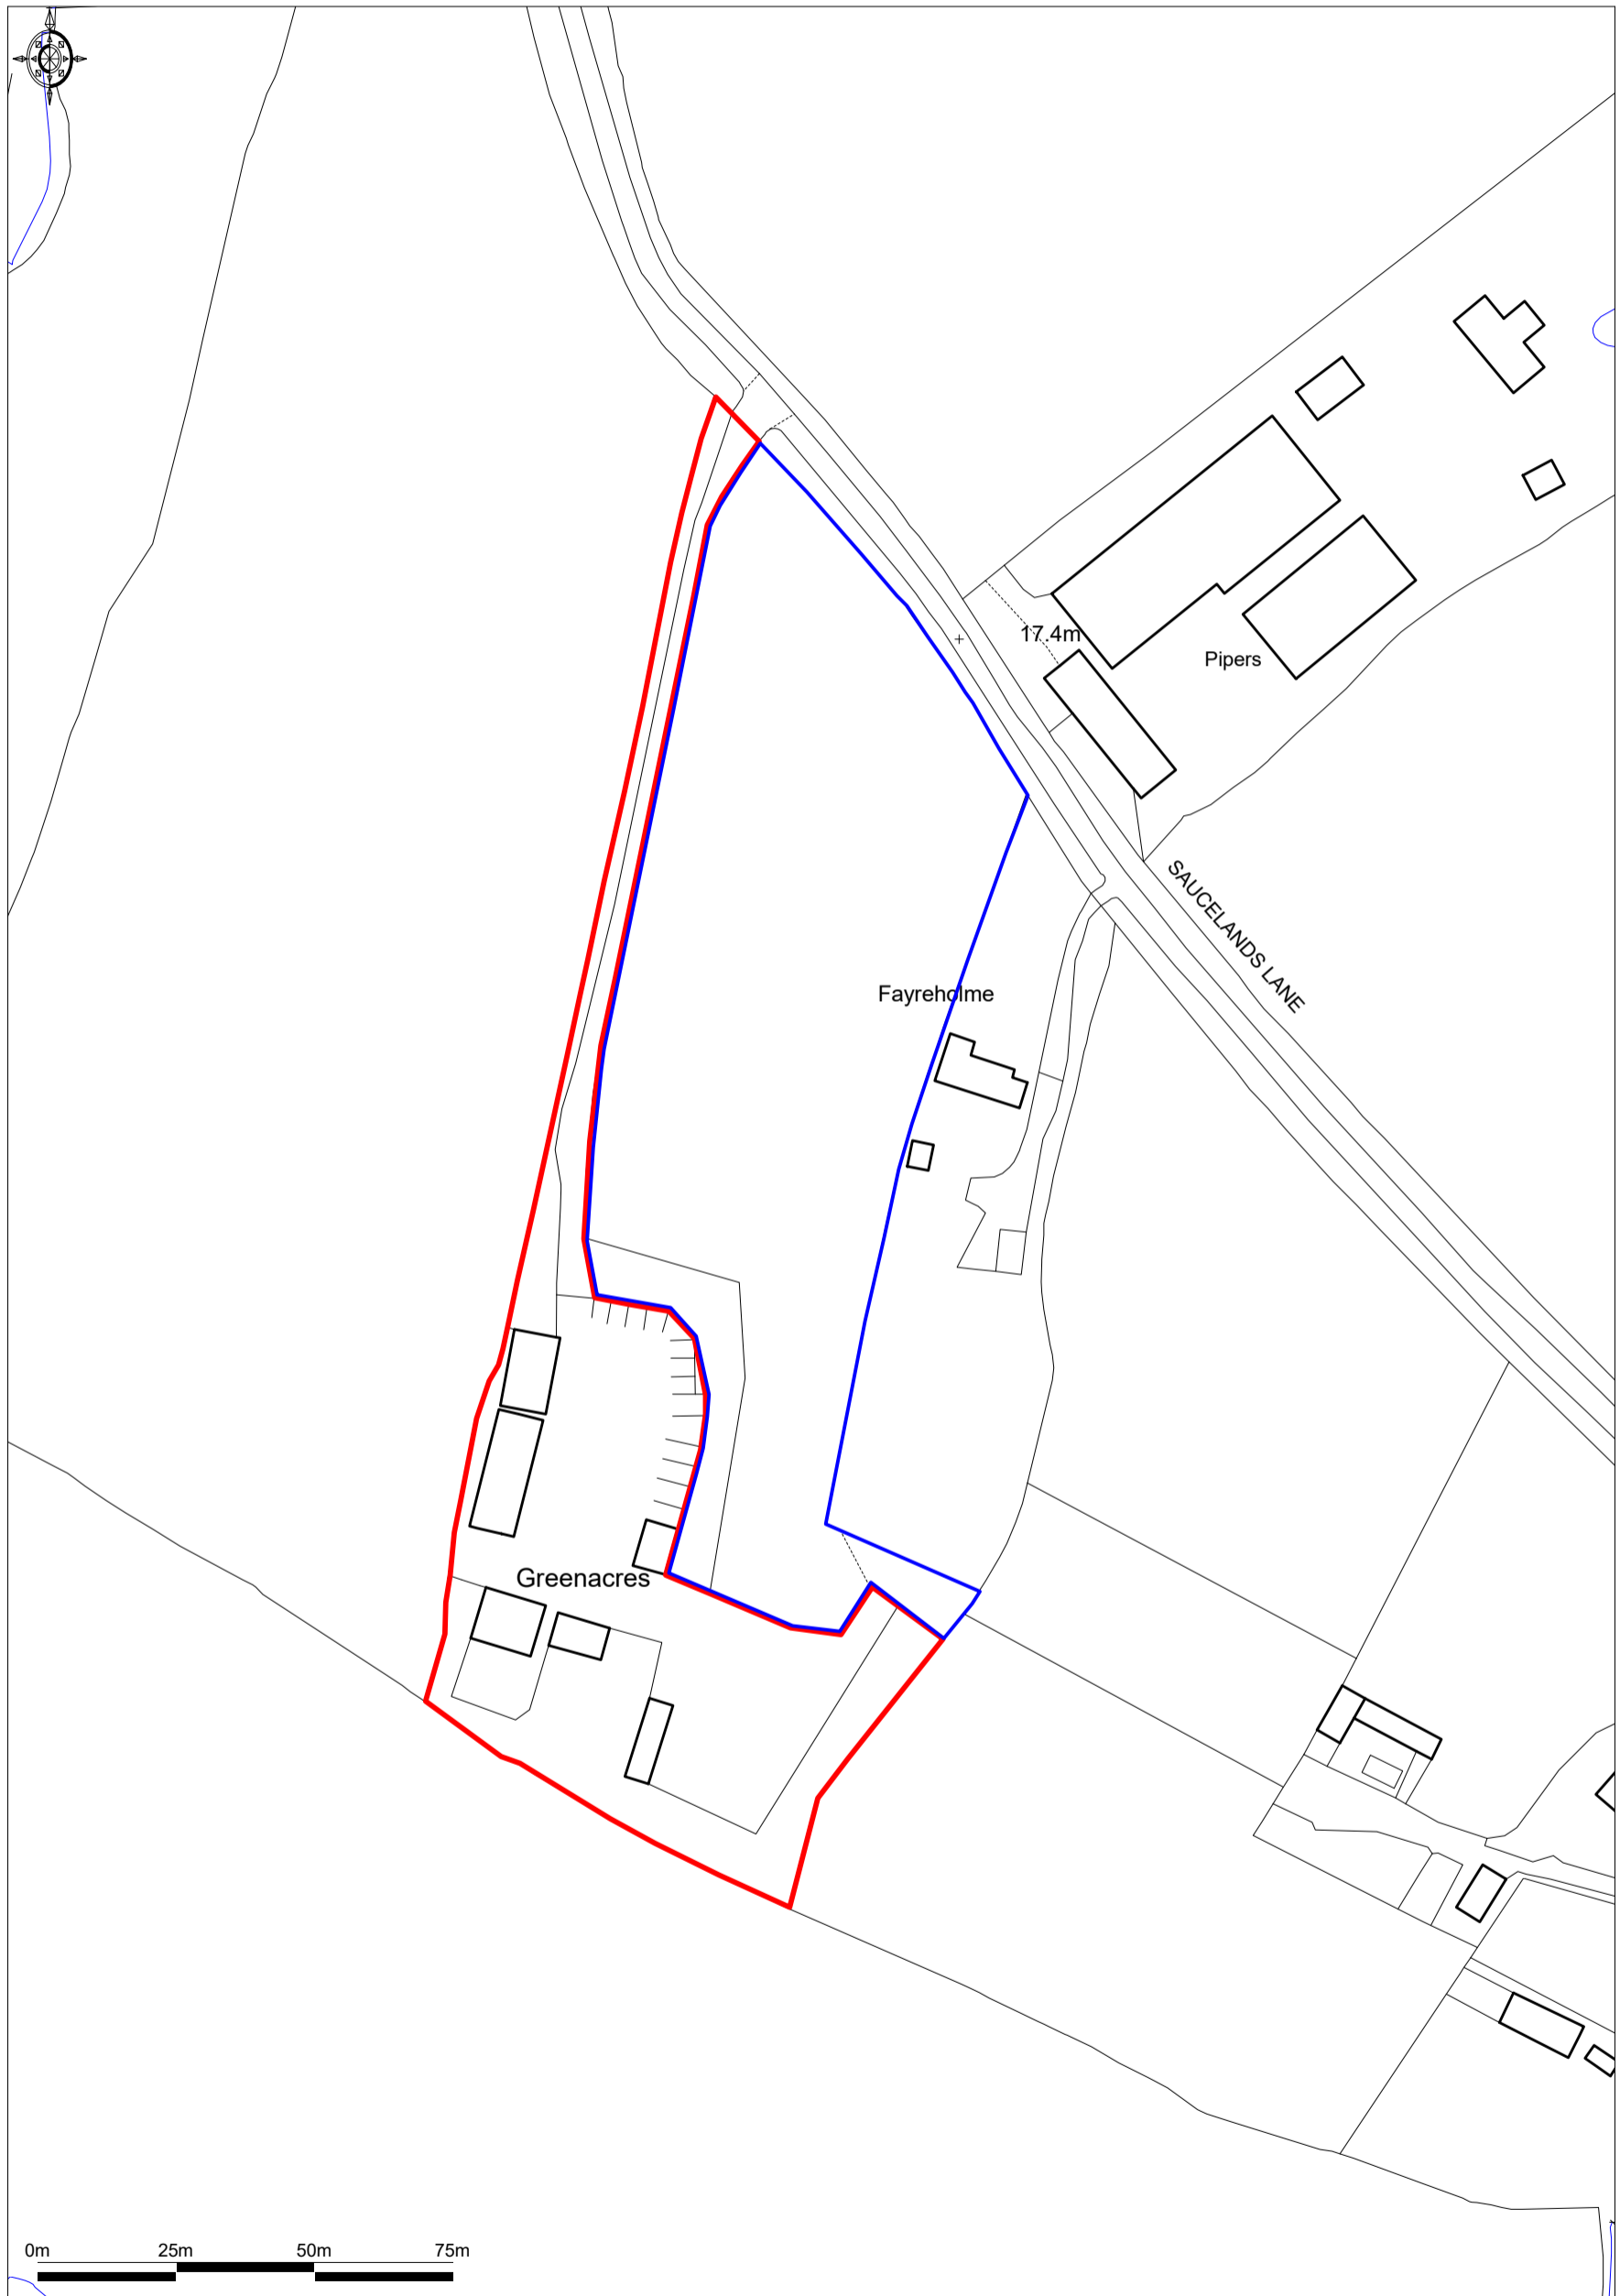 17.4m
Pipers
SAUCELANDS LANE
Fayreholme
Greenacres
0m 25m 50m 75m